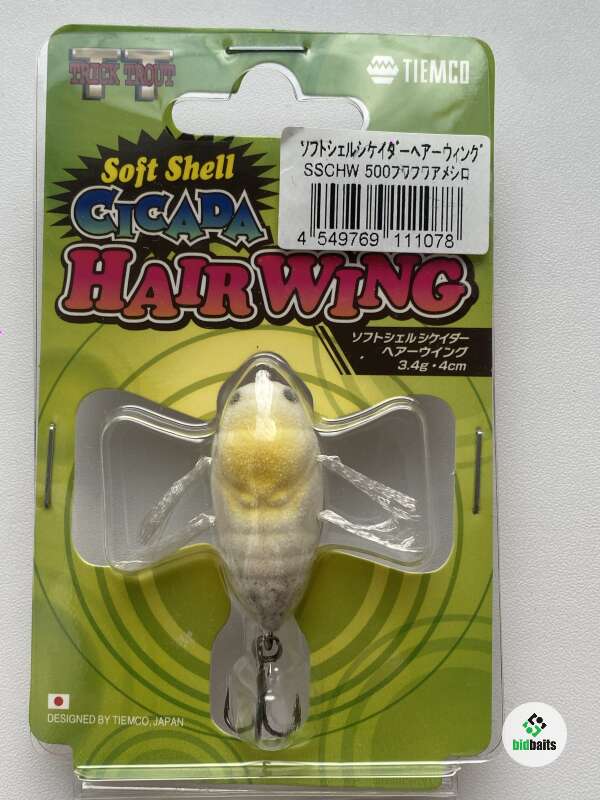 TT
TRICK TROUT
TIEMCO
Soft Shell
CICADA
HAIR WING
ソフトシェルシケイダーヘアーウィング
SSCHW 500フワフワアメシロ
4 549769 111078
ソフトシェルシケイダー
ヘアーウイング
3.4g・4cm
DESIGNED BY TIEMCO, JAPAN
bidbaits